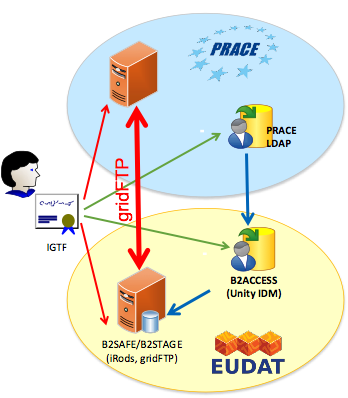 PRACE
PRACE
LDAP
gridFTP
IGTF
B2ACCESS
(Unity IDM)
B2SAFE/B2STAGE
(iRods, gridFTP)
EUDAT